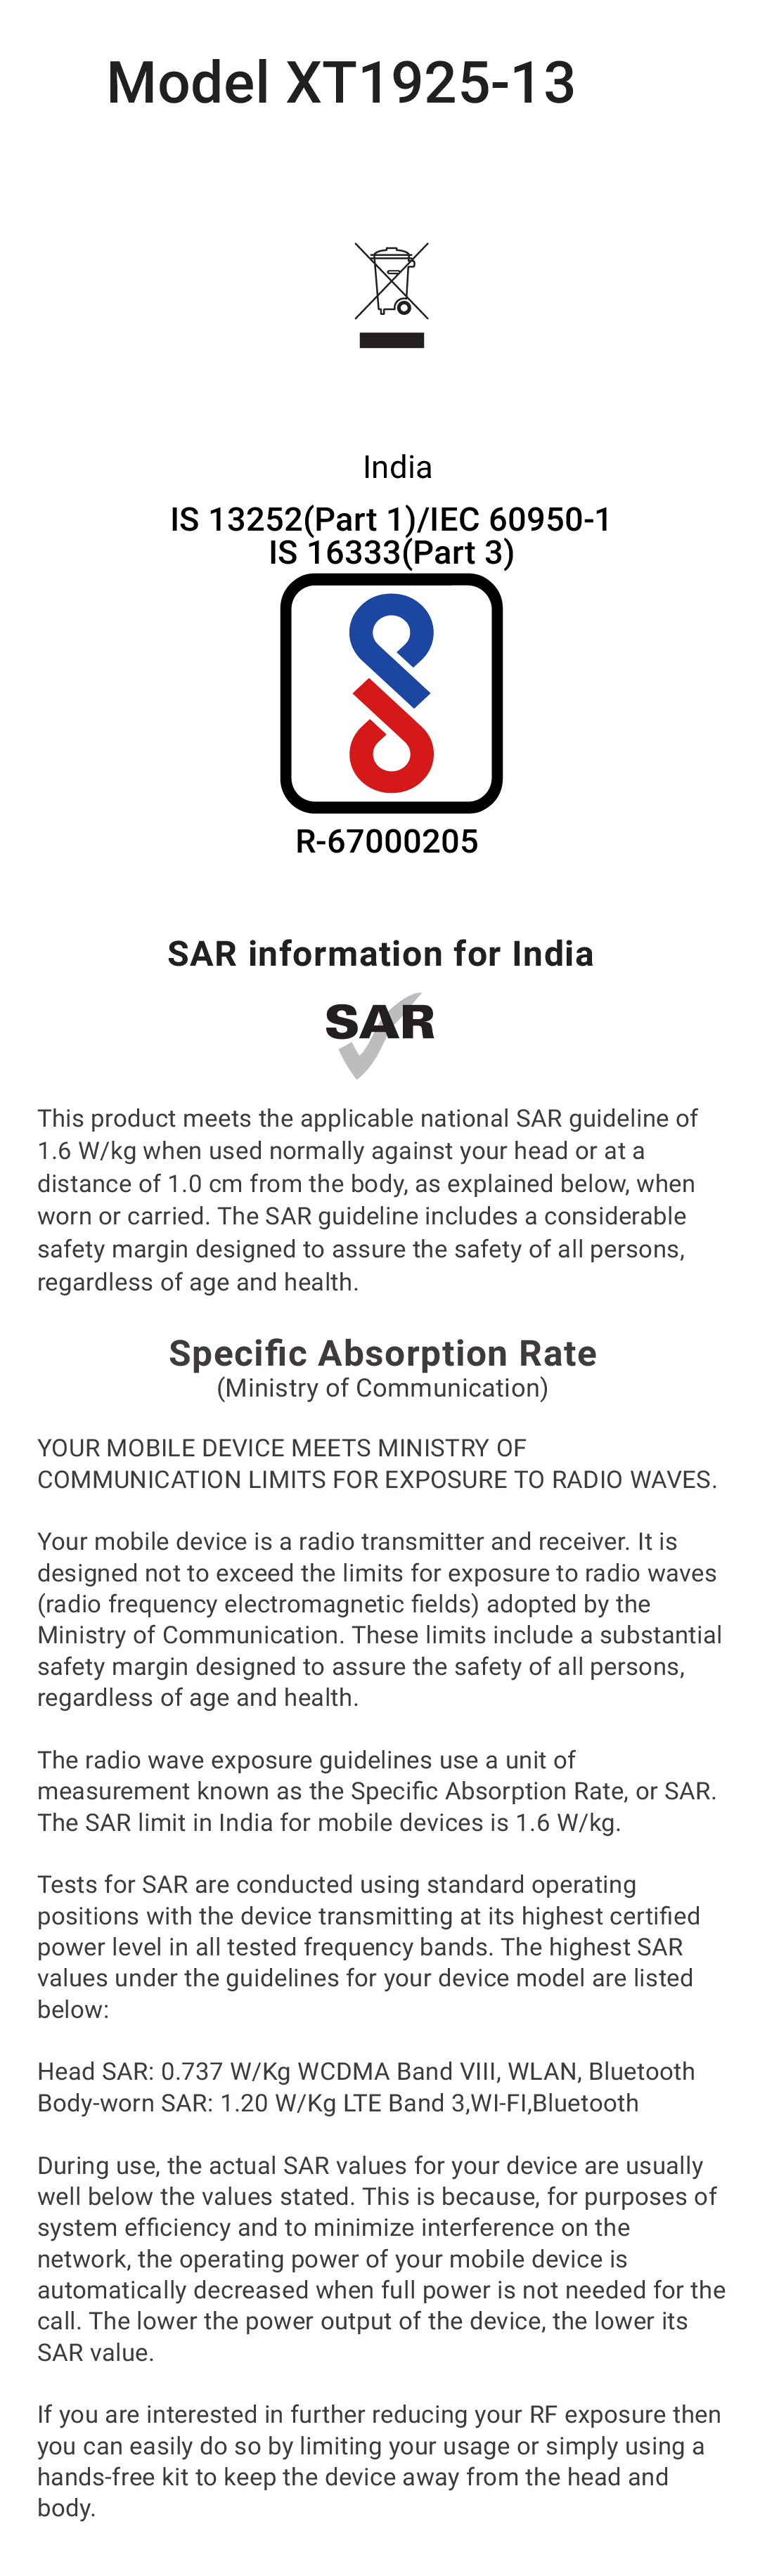 Model XT1925-13
India
IS 13252(Part 1)/IEC 60950-1
IS 16333(Part 3)
R-67000205
SAR information for India
SAR
This product meets the applicable national SAR guideline of
1.6 W/kg when used normally against your head or at a
distance of 1.0 cm from the body, as explained below, when
worn or carried. The SAR guideline includes a considerable
safety margin designed to assure the safety of all persons,
regardless of age and health.
Specific Absorption Rate
(Ministry of Communication)
YOUR MOBILE DEVICE MEETS MINISTRY OF
COMMUNICATION LIMITS FOR EXPOSURE TO RADIO WAVES.
Your mobile device is a radio transmitter and receiver. It is
designed not to exceed the limits for exposure to radio waves
(radio frequency electromagnetic fields) adopted by the
Ministry of Communication. These limits include a substantial
safety margin designed to assure the safety of all persons,
regardless of age and health.
The radio wave exposure guidelines use a unit of
measurement known as the Specific Absorption Rate, or SAR.
The SAR limit in India for mobile devices is 1.6 W/kg.
Tests for SAR are conducted using standard operating
positions with the device transmitting at its highest certified
power level in all tested frequency bands. The highest SAR
values under the guidelines for your device model are listed
below:
Head SAR: 0.737 W/Kg WCDMA Band VIII, WLAN, Bluetooth
Body-worn SAR: 1.20 W/Kg LTE Band 3,WI-FI,Bluetooth
During use, the actual SAR values for your device are usually
well below the values stated. This is because, for purposes of
system efficiency and to minimize interference on the
network, the operating power of your mobile device is
automatically decreased when full power is not needed for the
call. The lower the power output of the device, the lower its
SAR value.
If you are interested in further reducing your RF exposure then
you can easily do so by limiting your usage or simply using a
hands-free kit to keep the device away from the head and
body.